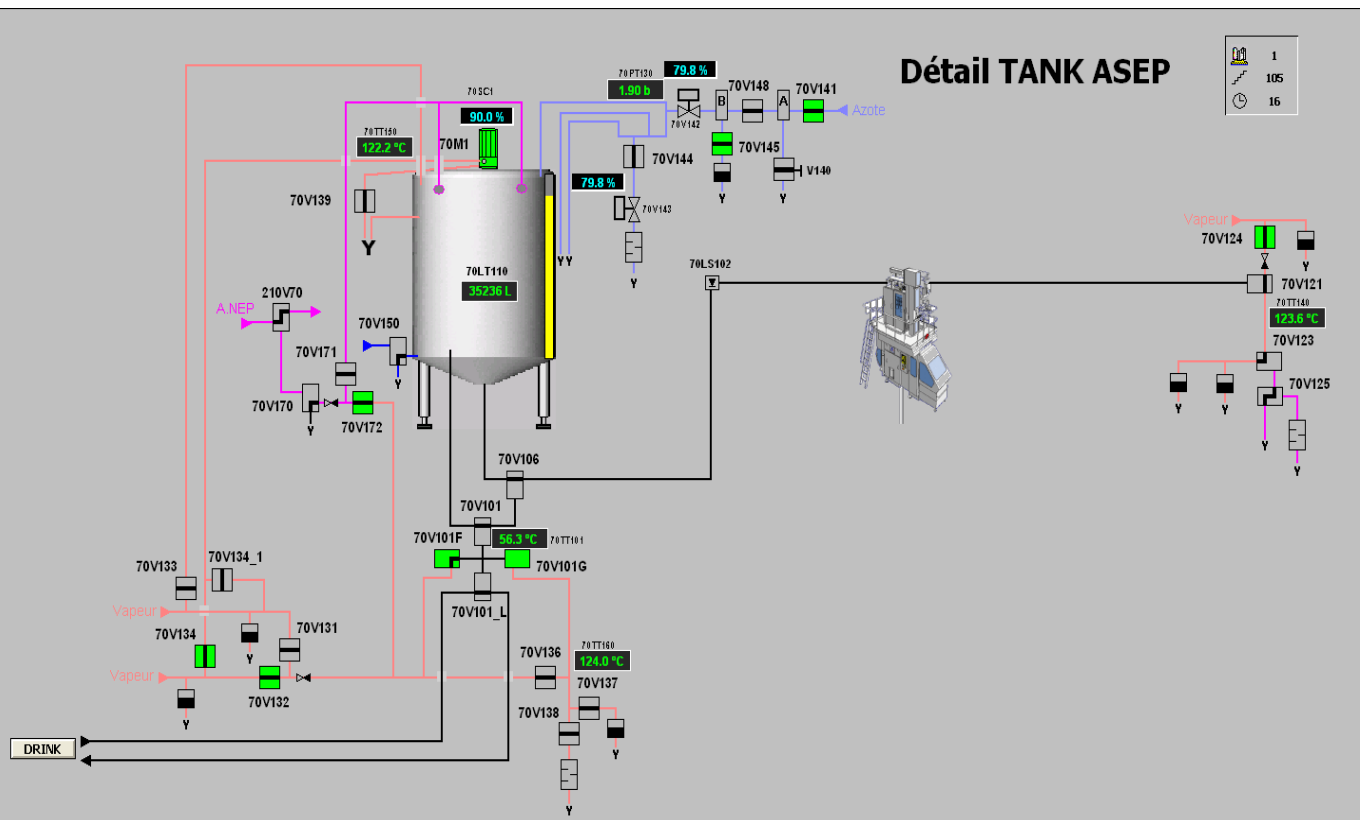 Détail TANK ASEP
1
105
16
70PT130
79.8 %
1.90 b
70V148
70V141
B
A
Azote
70V142
70SC1
90.0 %
70TT150
122.2 °C
70M1
70V145
70V144
V140
79.8 %
70V143
70V139
Y
Y
Y
Y
Y
Y
Y
Vapeur
70V124
Y
70LT110
35236 L
70LS102
70V121
70TT140
123.6 °C
A.NEP
210V70
70V150
Y
70V171
70V170
Y
70V172
70V123
70V125
Y
Y
Y
Y
70V106
70V101
70V101F
56.3 °C
70TT101
70V101G
70V101_L
70V133
70V134_1
Vapeur
70V134
Y
70V131
Vapeur
70V132
Y
70V136
70TT160
124.0 °C
70V137
70V138
Y
Y
DRINK